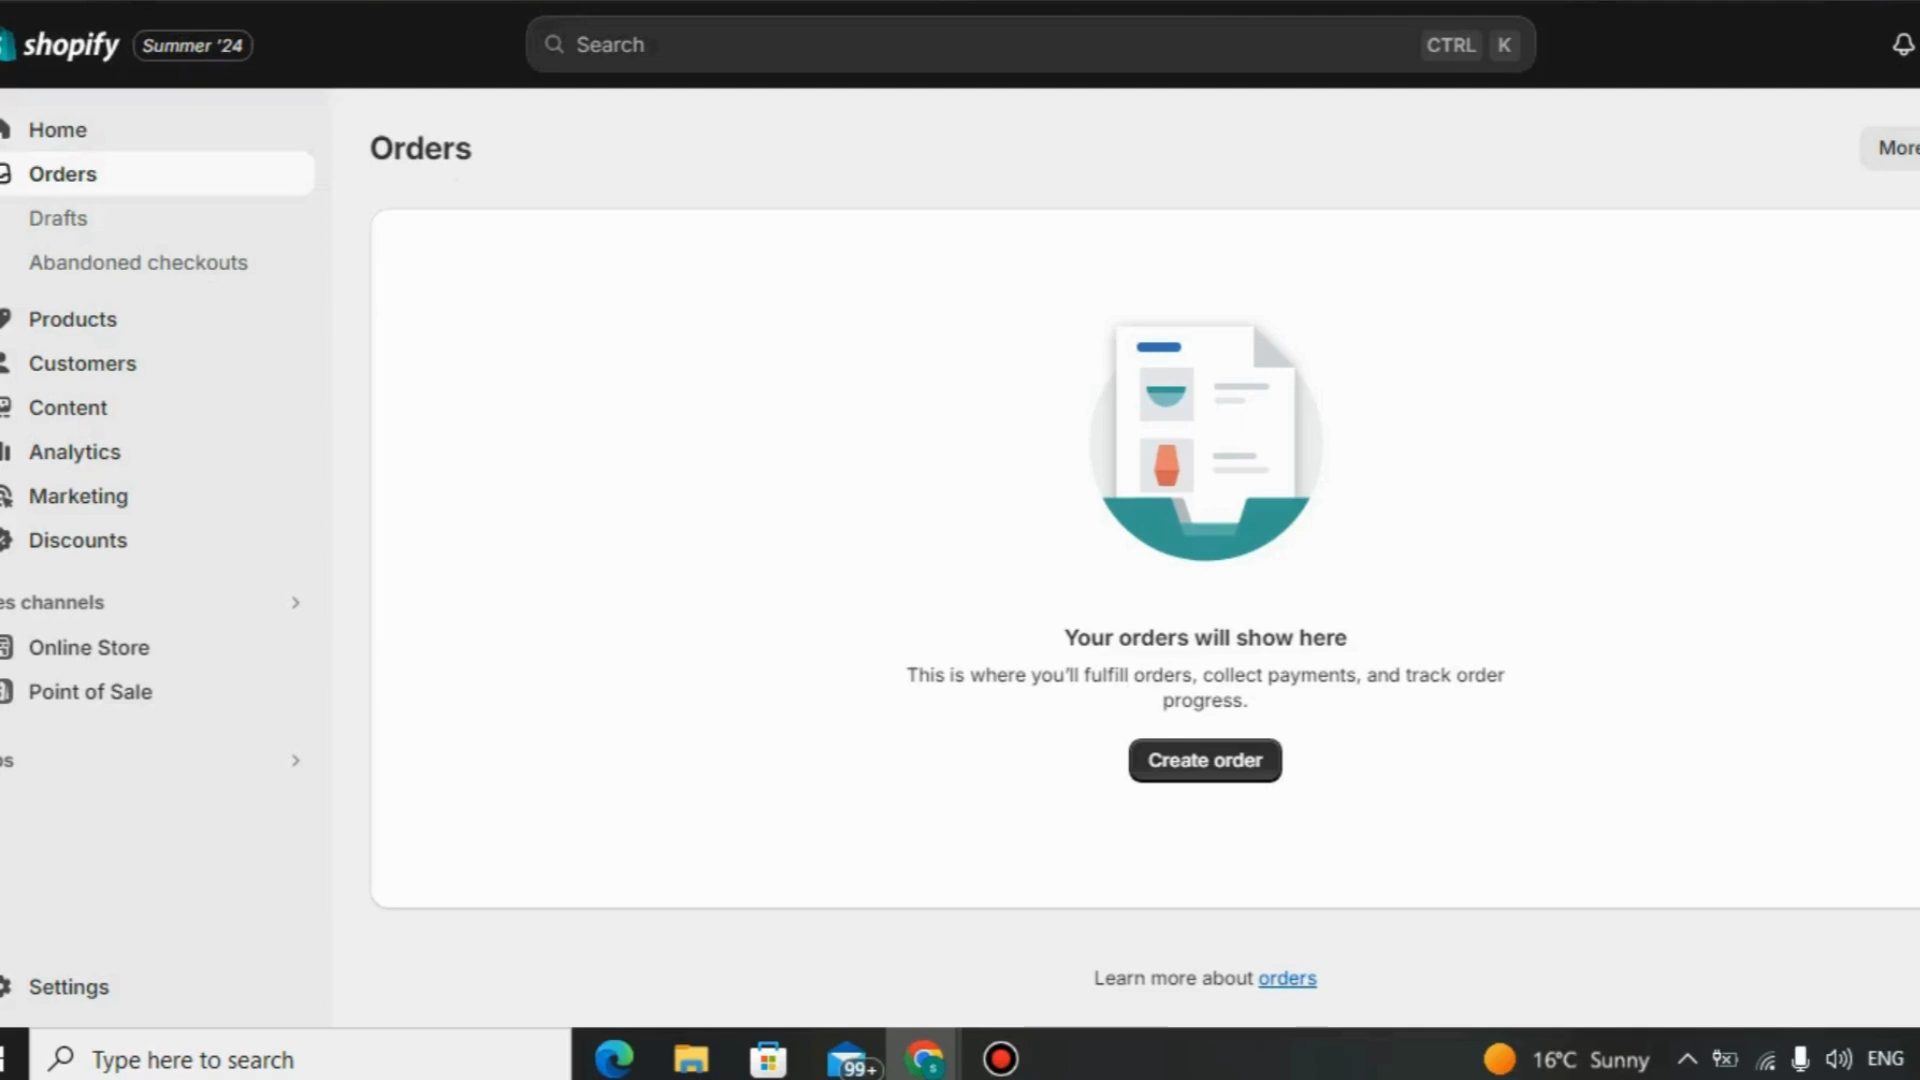 shopify Summer '24
Search CTRL K
Home
Orders
Drafts
Abandoned checkouts
Products
Customers
Content
Analytics
Marketing
Discounts
es channels
Online Store
Point of Sale
os
Settings
Orders
More
Your orders will show here
This is where you'll fulfill orders, collect payments, and track order
progress.
Create order
Learn more about orders
Type here to search
99+
S
16°C Sunny
ENG